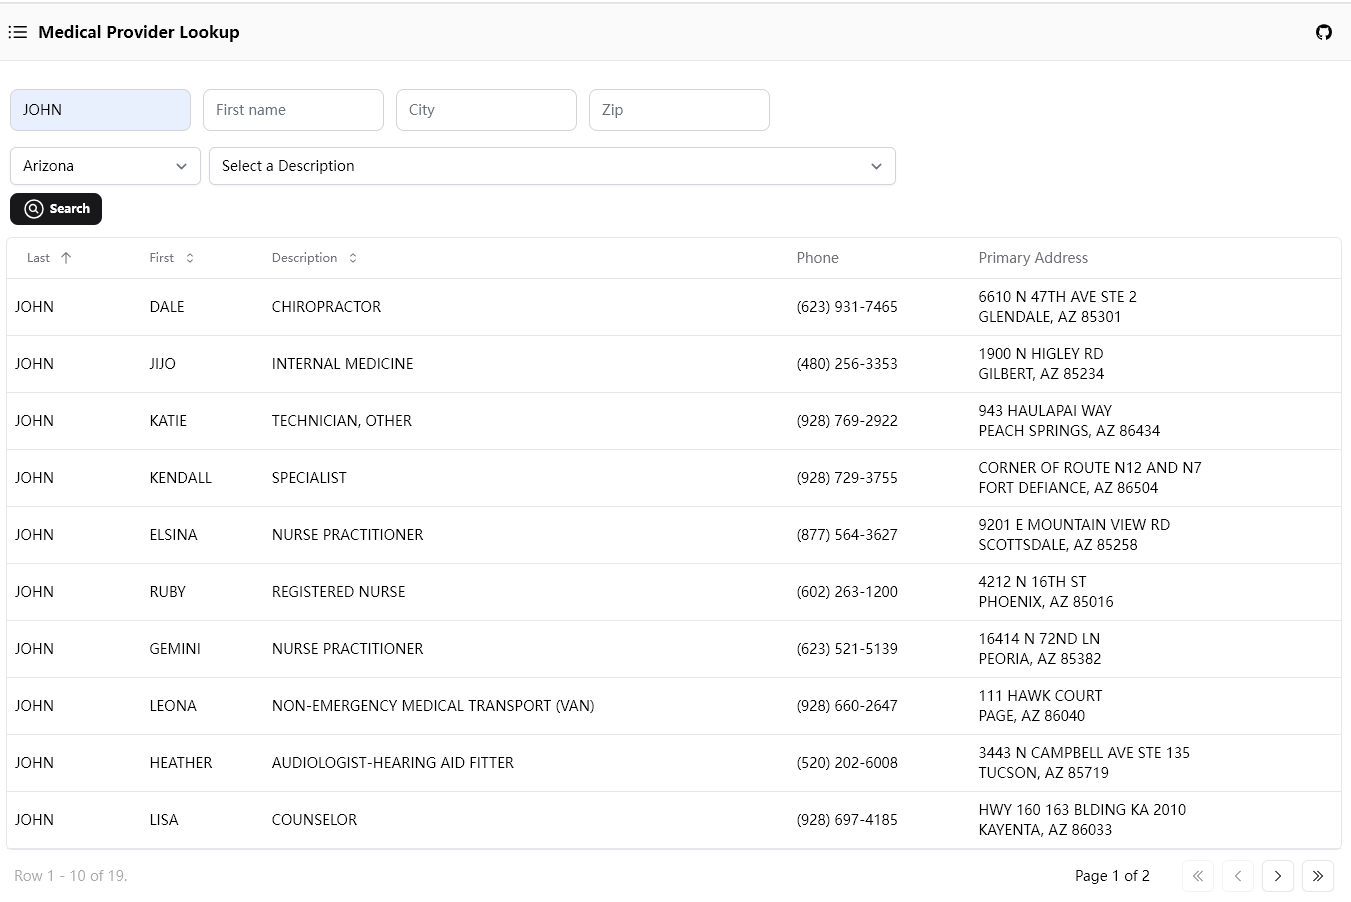 Medical Provider Lookup
JOHN First name City Zip
Arizona Select a Description
Search
Last First Description Phone Primary Address
JOHN DALE CHIROPRACTOR (623) 931-7465 6610 N 47TH AVE STE 2
GLENDALE, AZ 85301
JOHN JIJO INTERNAL MEDICINE (480) 256-3353 1900 N HIGLEY RD
GILBERT, AZ 85234
JOHN KATIE TECHNICIAN, OTHER (928) 769-2922 943 HAULAPAI WAY
PEACH SPRINGS, AZ 86434
JOHN KENDALL SPECIALIST (928) 729-3755 CORNER OF ROUTE N12 AND N7
FORT DEFIANCE, AZ 86504
JOHN ELSINA NURSE PRACTITIONER (877) 564-3627 9201 E MOUNTAIN VIEW RD
SCOTTSDALE, AZ 85258
JOHN RUBY REGISTERED NURSE (602) 263-1200 4212 N 16TH ST
PHOENIX, AZ 85016
JOHN GEMINI NURSE PRACTITIONER (623) 521-5139 16414 N 72ND LN
PEORIA, AZ 85382
JOHN LEONA NON-EMERGENCY MEDICAL TRANSPORT (VAN) (928) 660-2647 111 HAWK COURT
PAGE, AZ 86040
JOHN HEATHER AUDIOLOGIST-HEARING AID FITTER (520) 202-6008 3443 N CAMPBELL AVE STE 135
TUCSON, AZ 85719
JOHN LISA COUNSELOR (928) 697-4185 HWY 160 163 BLDING KA 2010
KAYENTA, AZ 86033
Row 1 - 10 of 19. Page 1 of 2